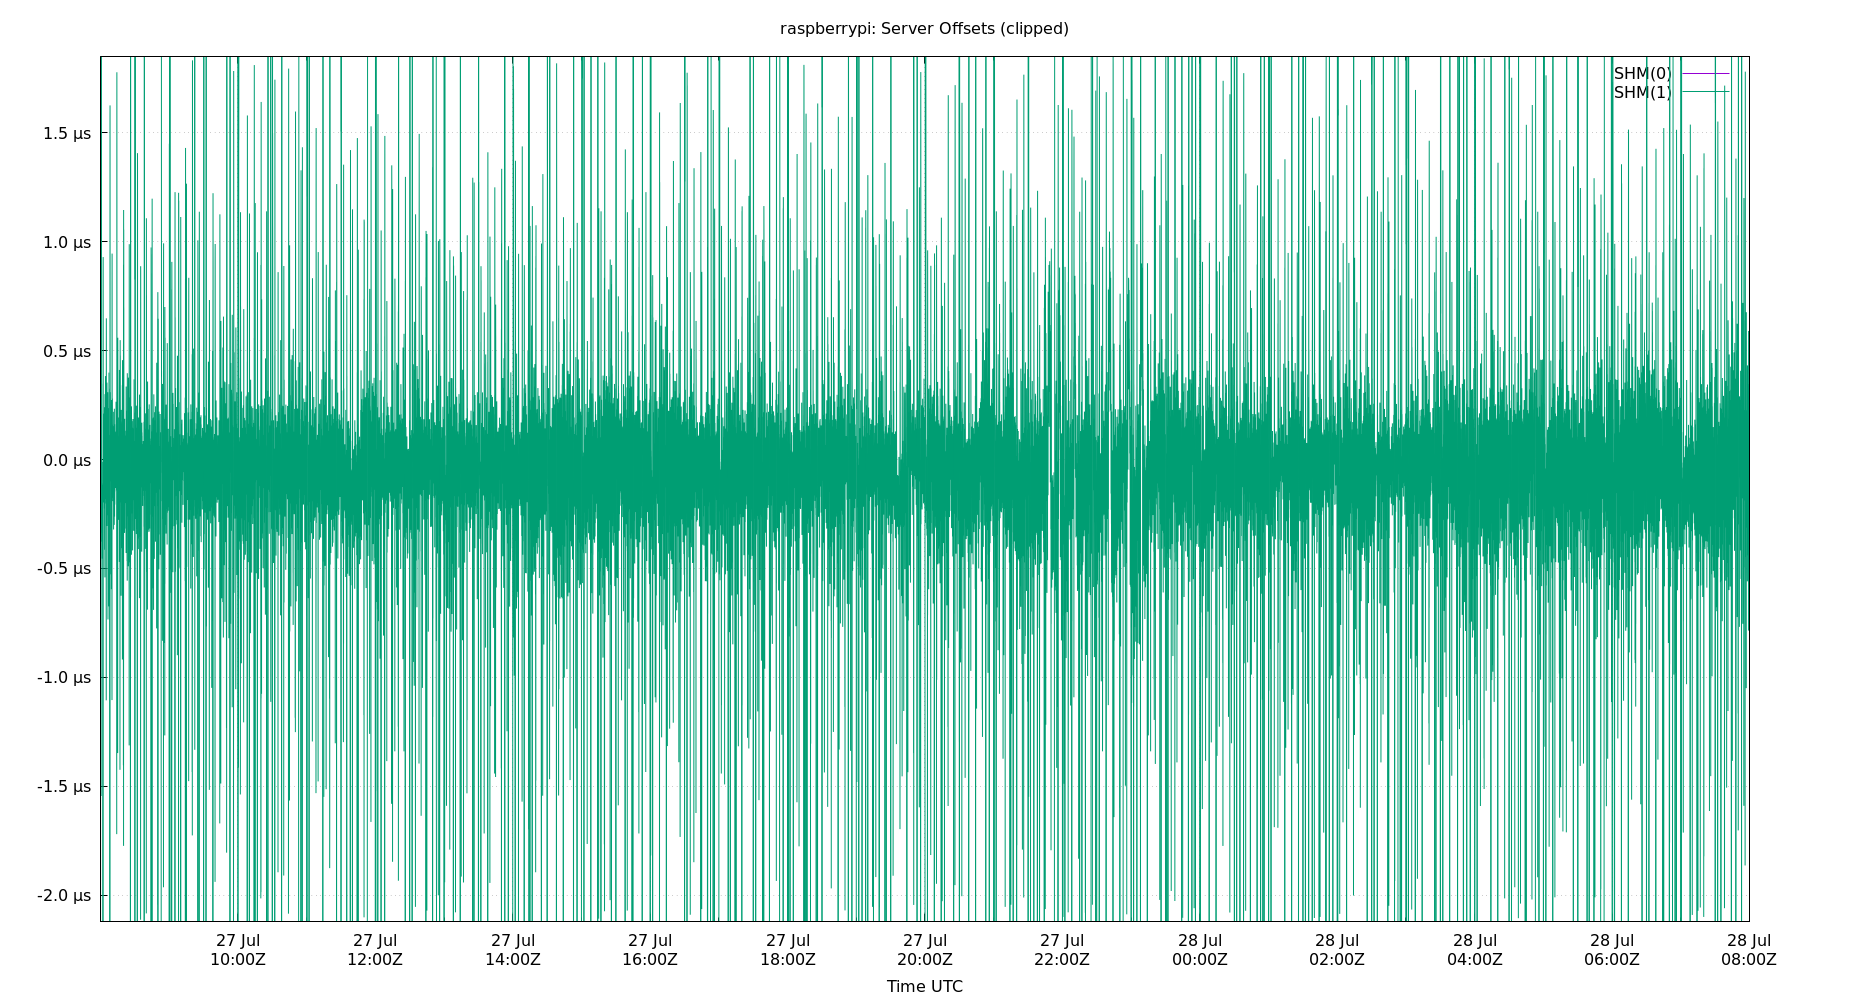 raspberrypi: Server Offsets (clipped)
SHM(0)
SHM(1)
1.5 µs
1.0 µs
0.5 µs
0.0 µs
-0.5 µs
-1.0 µs
-1.5 µs
-2.0 µs
27 Jul 27 Jul 27 Jul 27 Jul 27 Jul 27 Jul 27 Jul 28 Jul 28 Jul 28 Jul 28 Jul 28 Jul
10:00Z 12:00Z 14:00Z 16:00Z 18:00Z 20:00Z 22:00Z 00:00Z 02:00Z 04:00Z 06:00Z 08:00Z
Time UTC